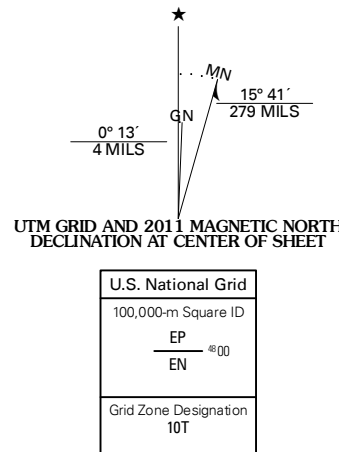 ★
MN
15° 41´
279 MILS
GN
0° 13´
4 MILS
UTM GRID AND 2011 MAGNETIC NORTH
DECLINATION AT CENTER OF SHEET
U.S. National Grid
100,000-m Square ID
EP
4800
EN
Grid Zone Designation
10T